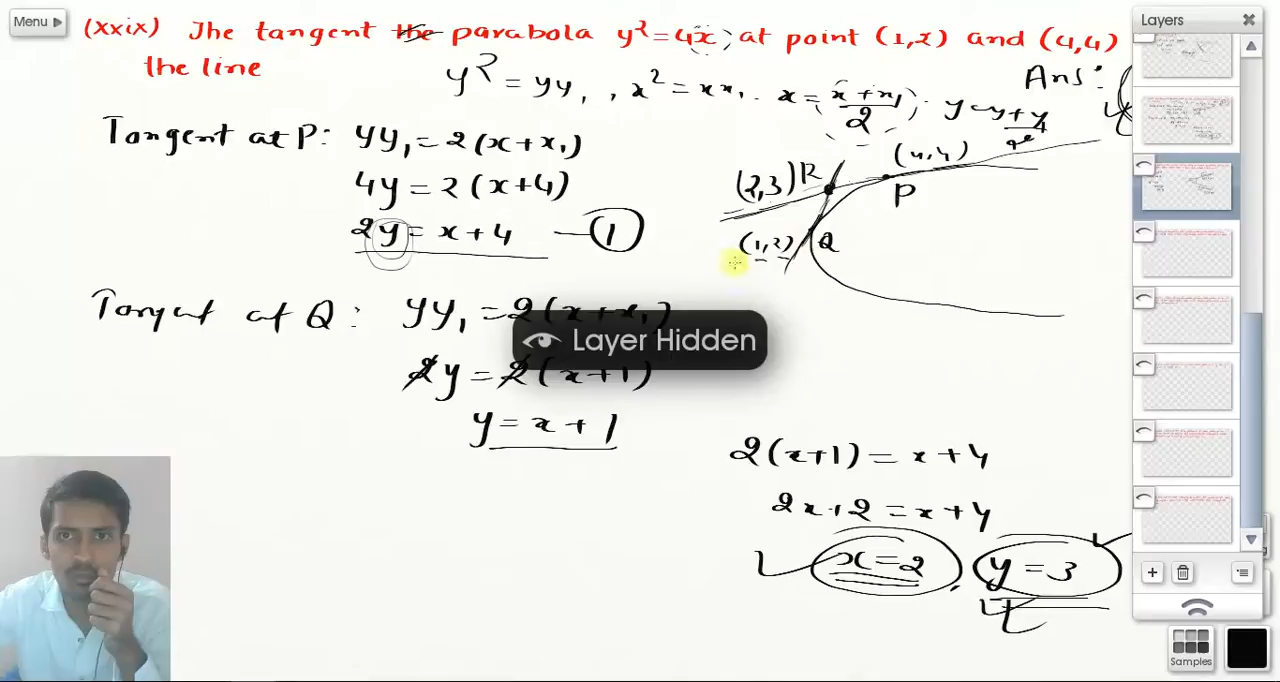 Menu
(xxix) The tangent the parabola y²=4x, at point (1,2) and (4,4)
the line
Ans:
y² = yy₁, x² = xx₁. x = (x+x₁)/2.
Tangent at P: yy₁ = 2(x+x₁)
4y = 2(x+4)
2y = x+4 — 1
(4,4)
(2,3) R
P
(1,2) Q
Tangent at Q: yy₁ = 2(x+x₁)
2y = 2(x+1)
y = x+1
2(x+1) = x+4
2x+2 = x+4
x=2, y=3
Layer Hidden
Layers
Samples